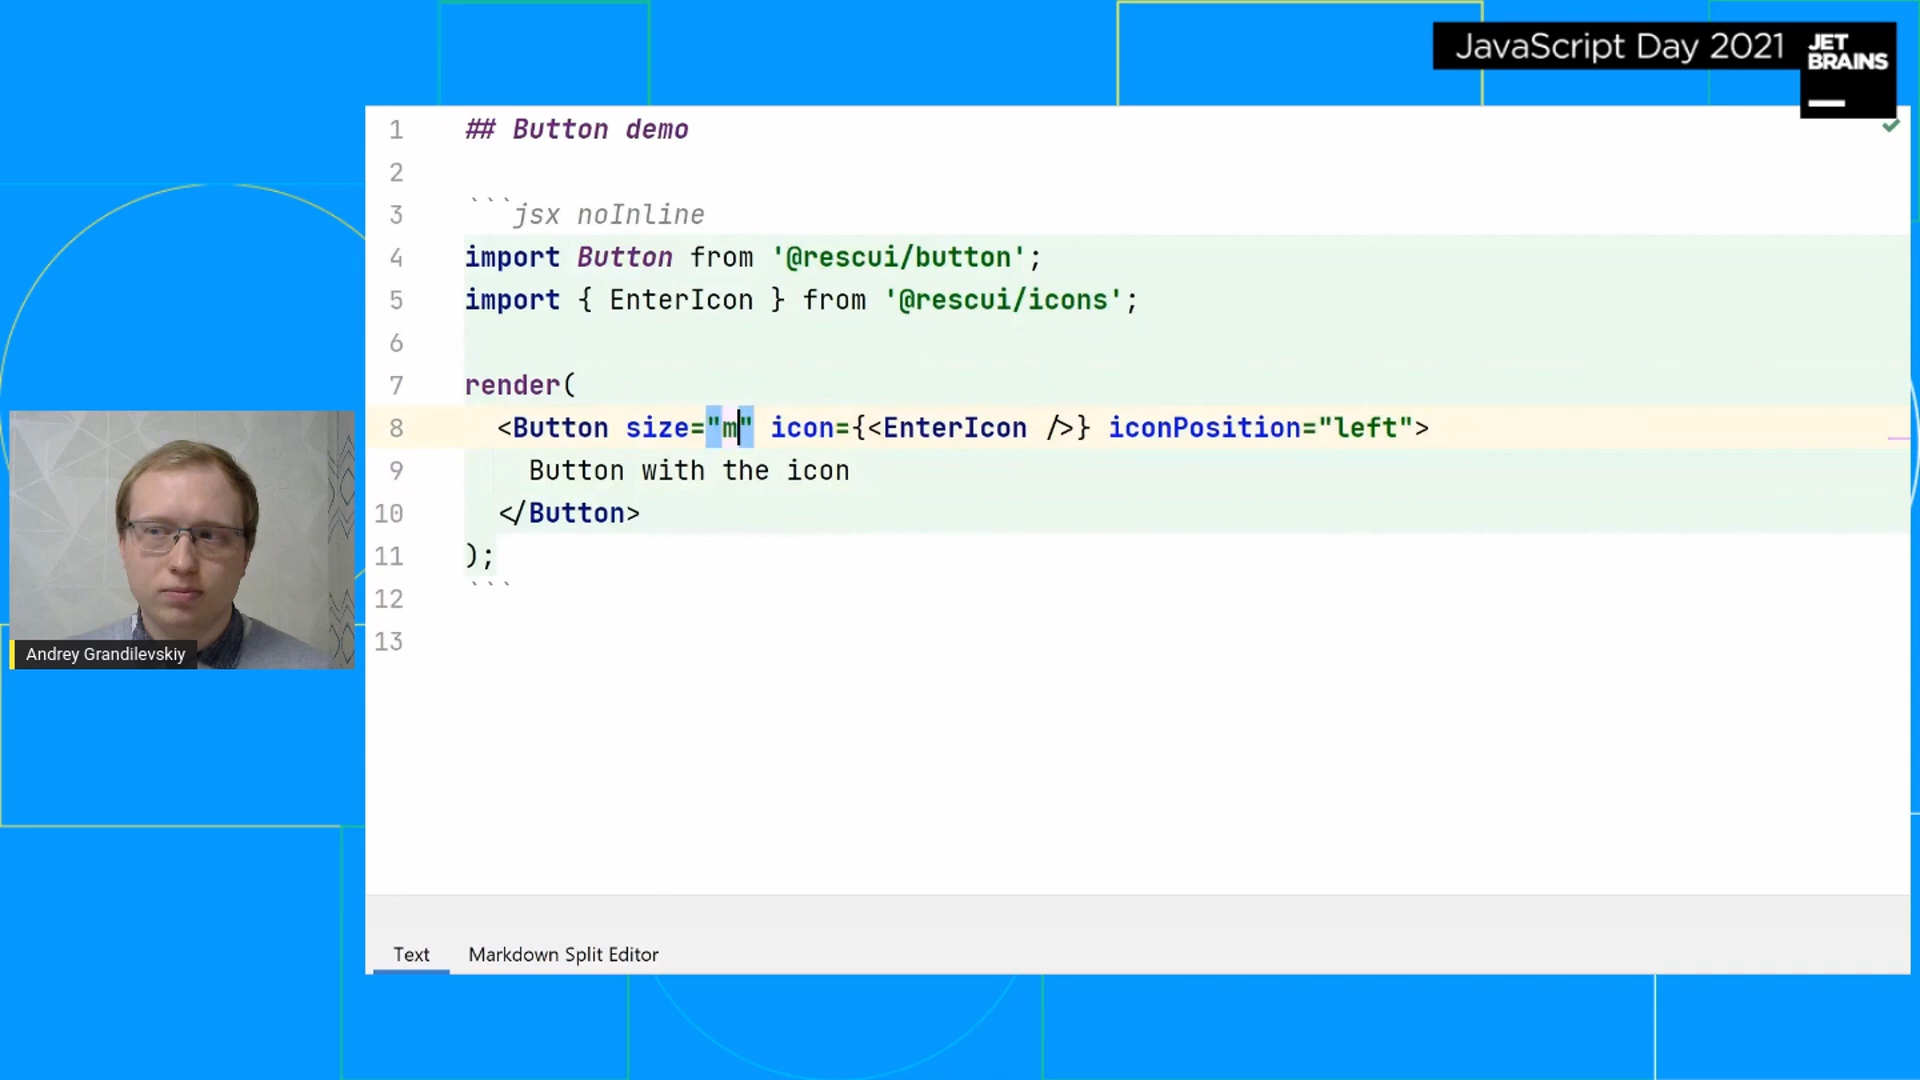 JavaScript Day 2021
JET
BRAINS
1 ## Button demo
2
3 ```jsx noInline
4 import Button from '@rescui/button';
5 import { EnterIcon } from '@rescui/icons';
6
7 render(
8 <Button size="m" icon={<EnterIcon />} iconPosition="left">
9 Button with the icon
10 </Button>
11 );
12 ```
13
Andrey Grandilevskiy
Text Markdown Split Editor